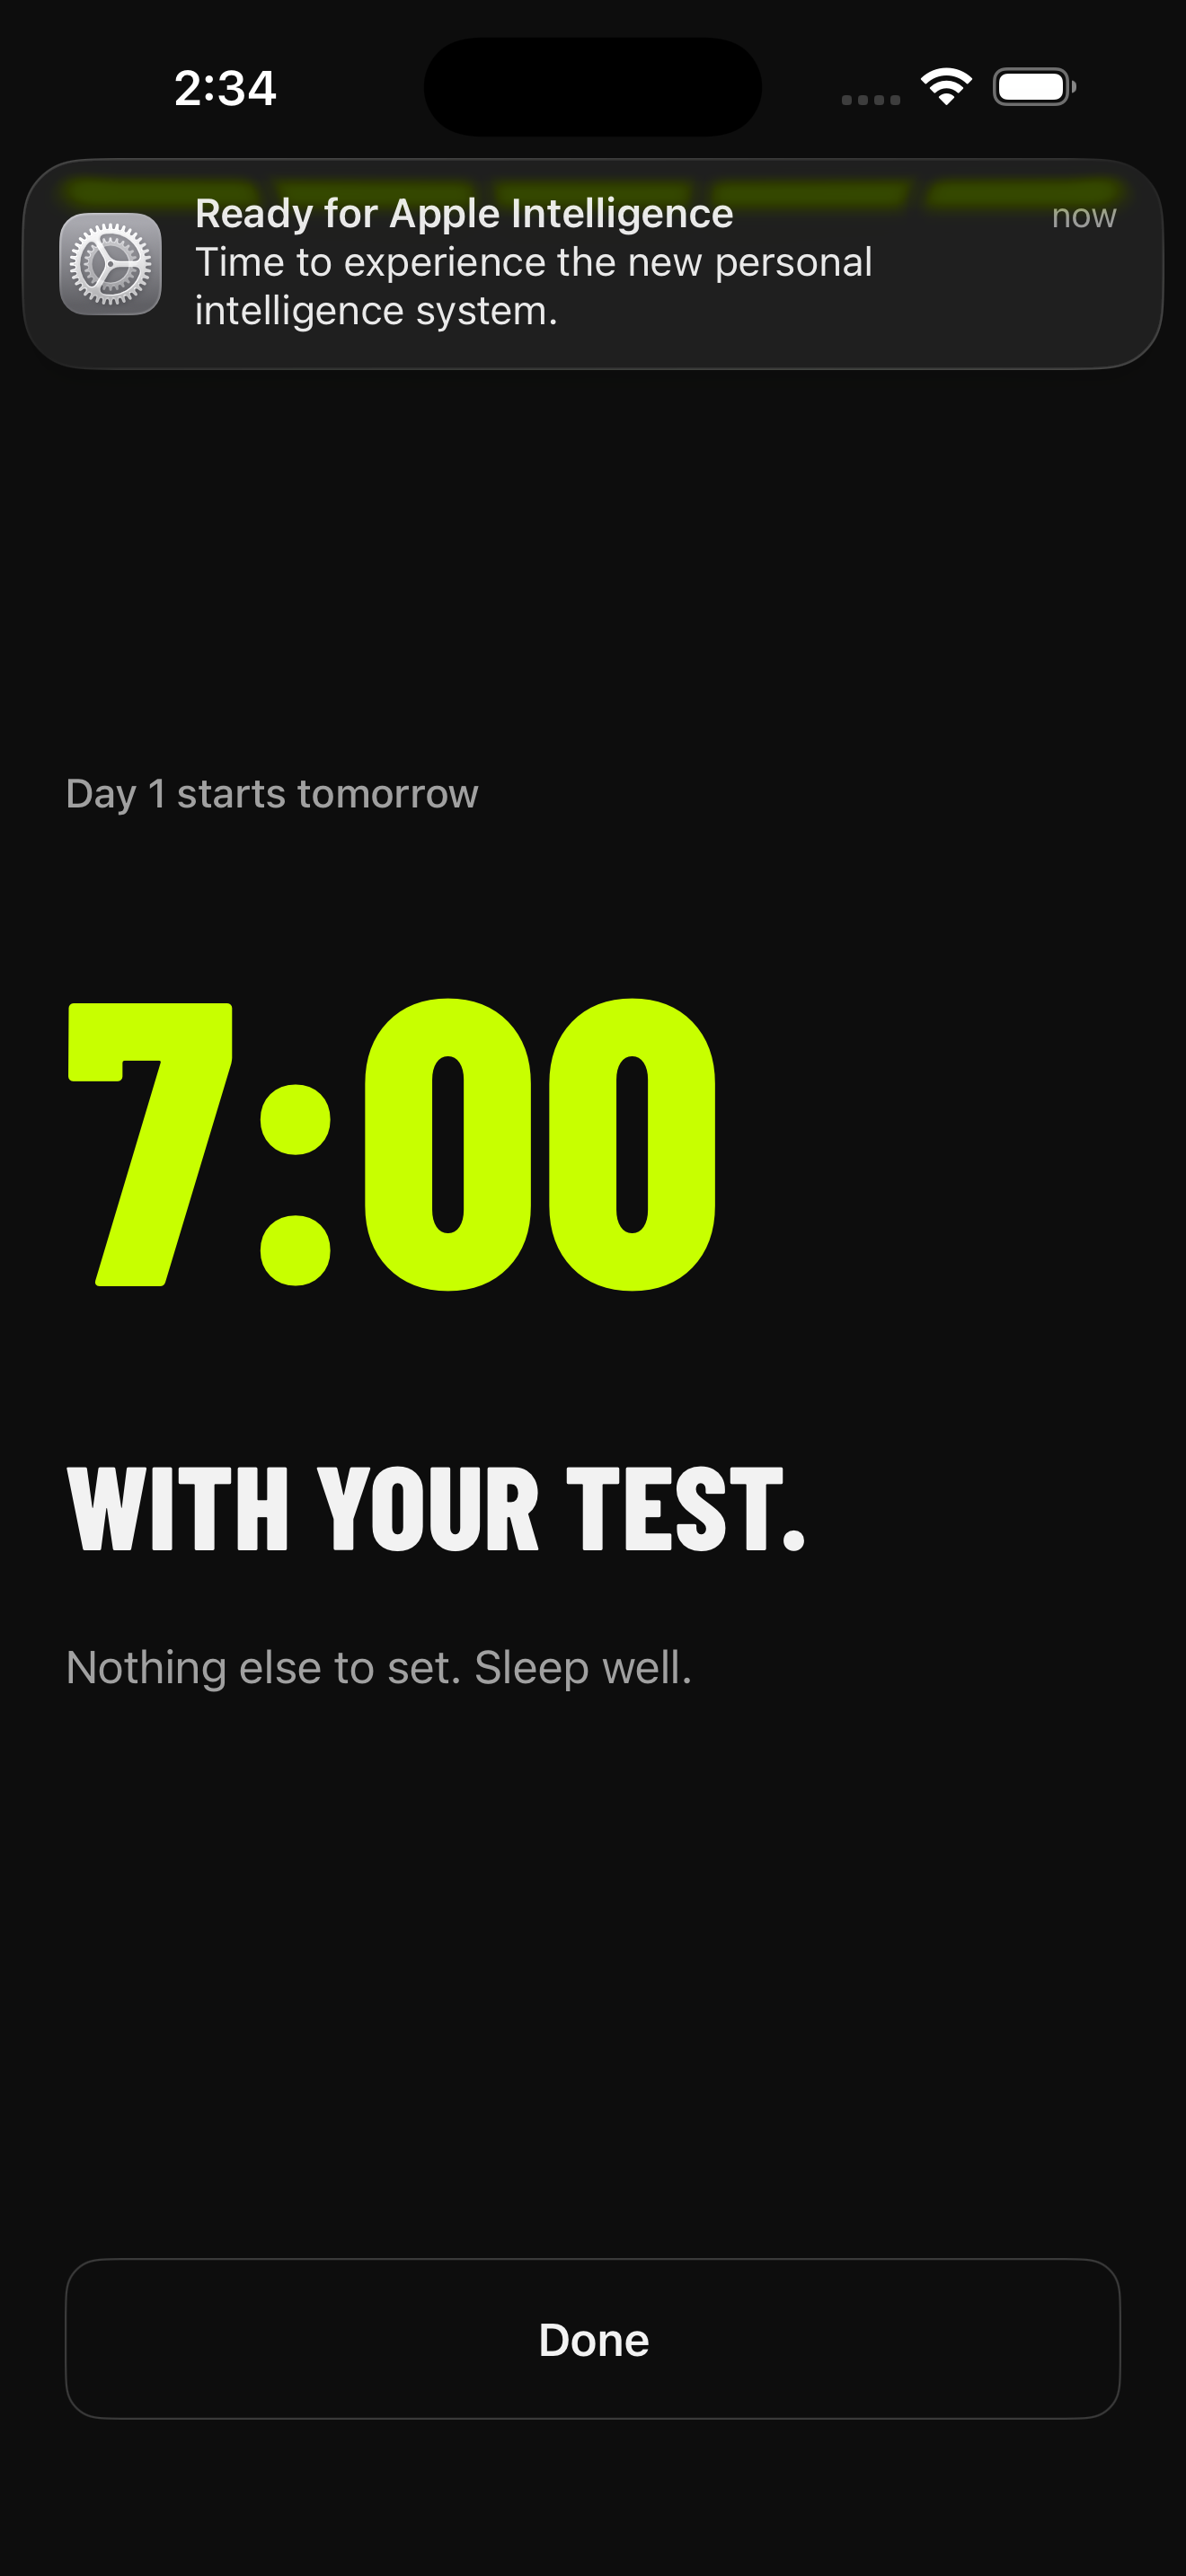 2:34
Ready for Apple Intelligence
now
Time to experience the new personal
intelligence system.
Day 1 starts tomorrow
7:00
WITH YOUR TEST.
Nothing else to set. Sleep well.
Done